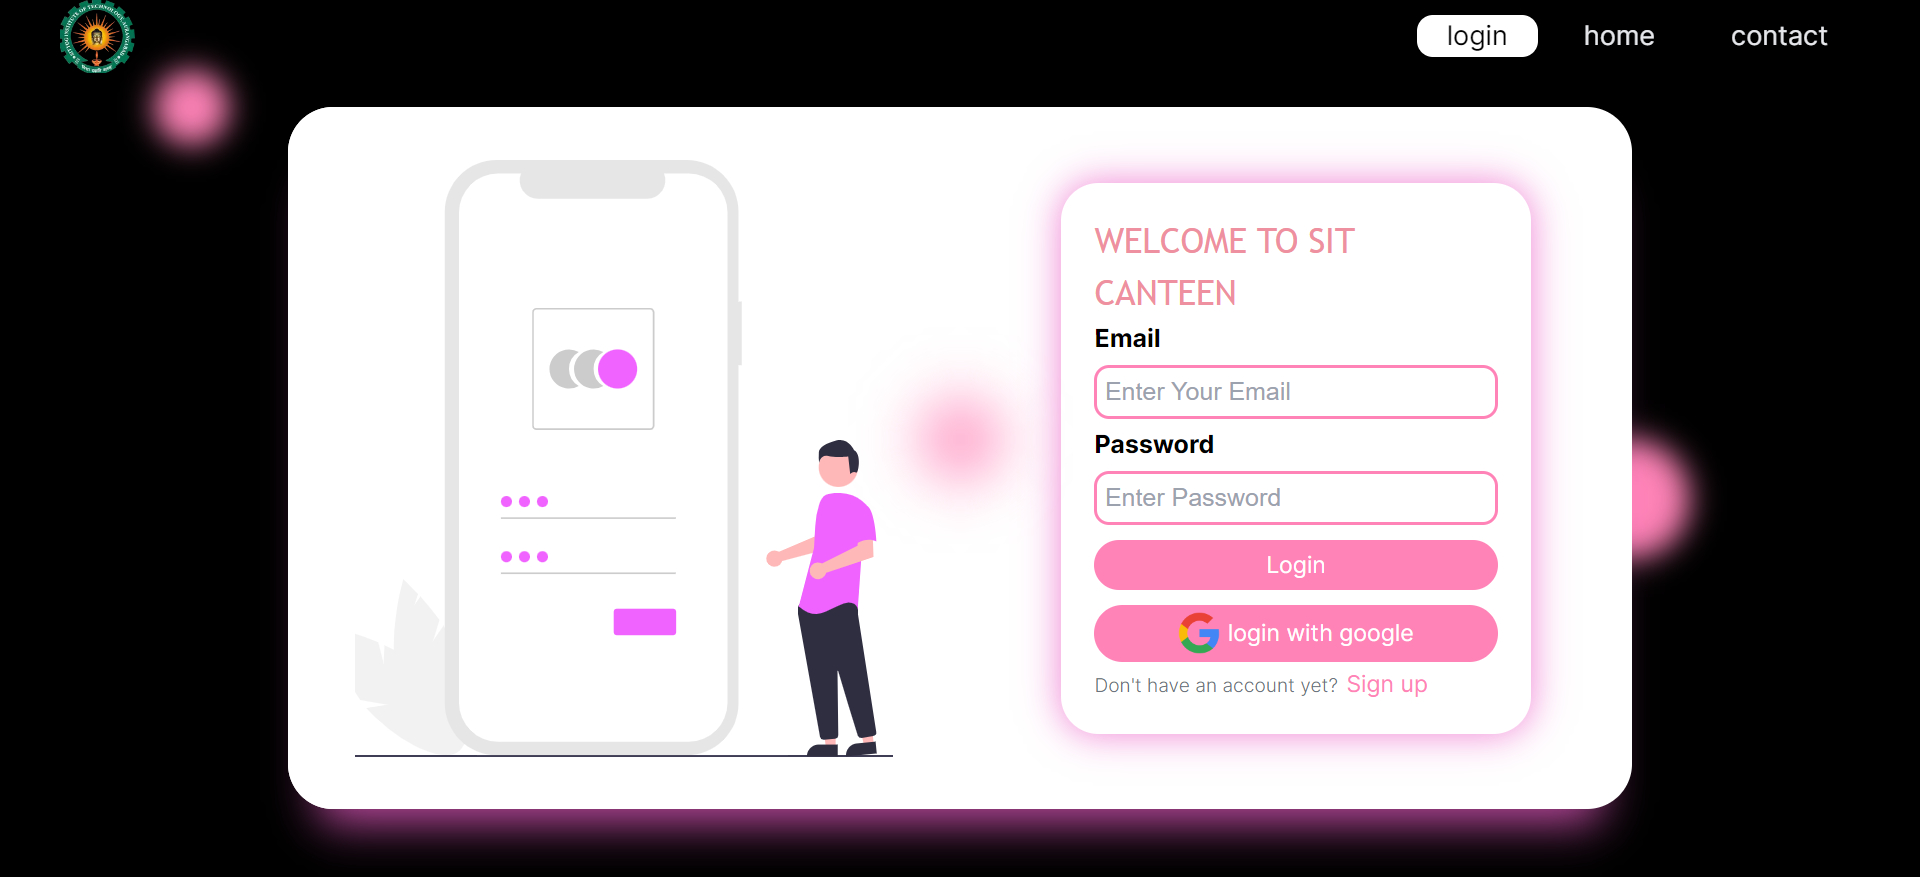 login
home
contact
WELCOME TO SIT
CANTEEN
Email
Enter Your Email
Password
Enter Password
Login
login with google
Don't have an account yet? Sign up